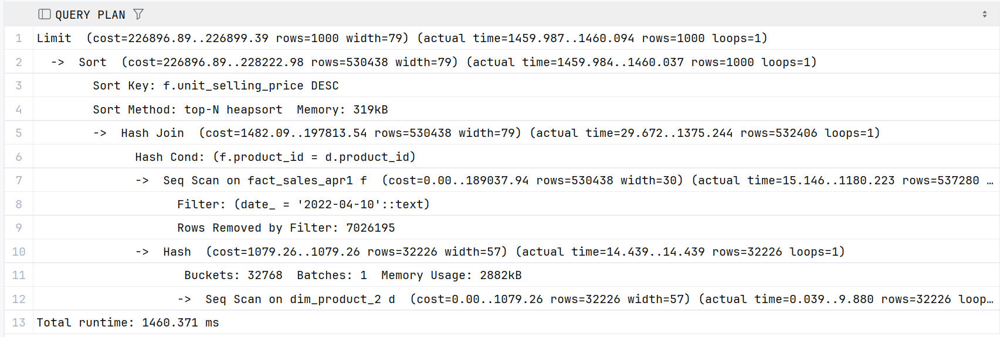 QUERY PLAN
1 Limit  (cost=226896.89..226899.39 rows=1000 width=79) (actual time=1459.987..1460.094 rows=1000 loops=1)
2   ->  Sort  (cost=226896.89..228222.98 rows=530438 width=79) (actual time=1459.984..1460.037 rows=1000 loops=1)
3         Sort Key: f.unit_selling_price DESC
4         Sort Method: top-N heapsort  Memory: 319kB
5         ->  Hash Join  (cost=1482.09..197813.54 rows=530438 width=79) (actual time=29.672..1375.244 rows=532406 loops=1)
6               Hash Cond: (f.product_id = d.product_id)
7               ->  Seq Scan on fact_sales_apr1 f  (cost=0.00..189037.94 rows=530438 width=30) (actual time=15.146..1180.223 rows=537280 …
8                     Filter: (date_ = '2022-04-10'::text)
9                     Rows Removed by Filter: 7026195
10               ->  Hash  (cost=1079.26..1079.26 rows=32226 width=57) (actual time=14.439..14.439 rows=32226 loops=1)
11                      Buckets: 32768  Batches: 1  Memory Usage: 2882kB
12                     ->  Seq Scan on dim_product_2 d  (cost=0.00..1079.26 rows=32226 width=57) (actual time=0.039..9.880 rows=32226 loop…
13 Total runtime: 1460.371 ms